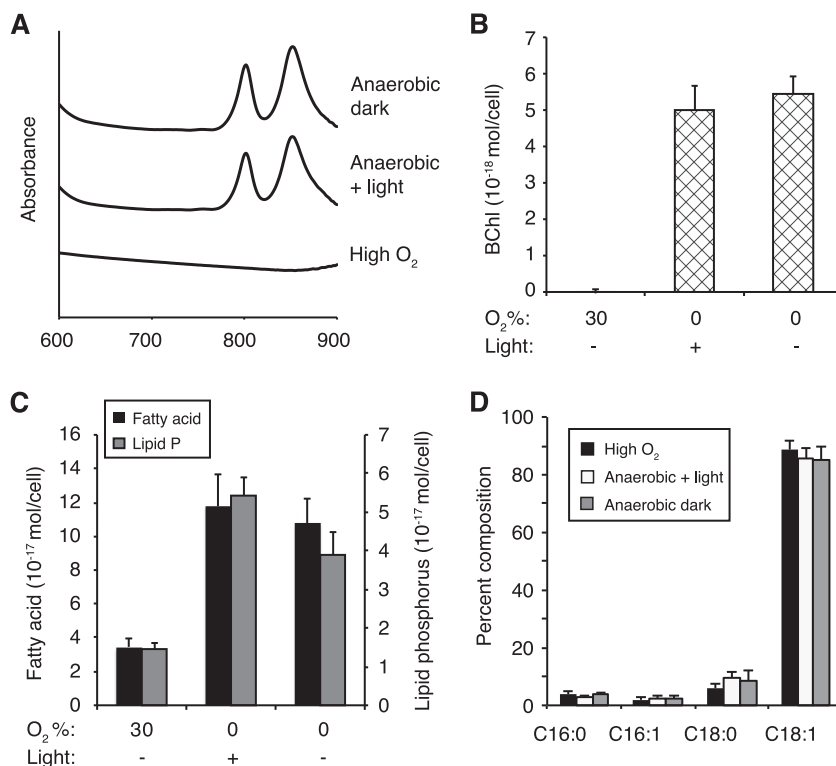 A
Absorbance
Anaerobic
dark
Anaerobic
+ light
High O₂
600 700 800 900
B
BChl (10⁻¹⁸ mol/cell)
7
6
5
4
3
2
1
0
O₂%: 30 0 0
Light: - + -
C
Fatty acid
Lipid P
Fatty acid (10⁻¹⁷ mol/cell)
16
14
12
10
8
6
4
2
0
Lipid phosphorus (10⁻¹⁷ mol/cell)
7
6
5
4
3
2
1
0
O₂%: 30 0 0
Light: - + -
D
Percent composition
100
80
60
40
20
0
High O₂
Anaerobic + light
Anaerobic dark
C16:0 C16:1 C18:0 C18:1